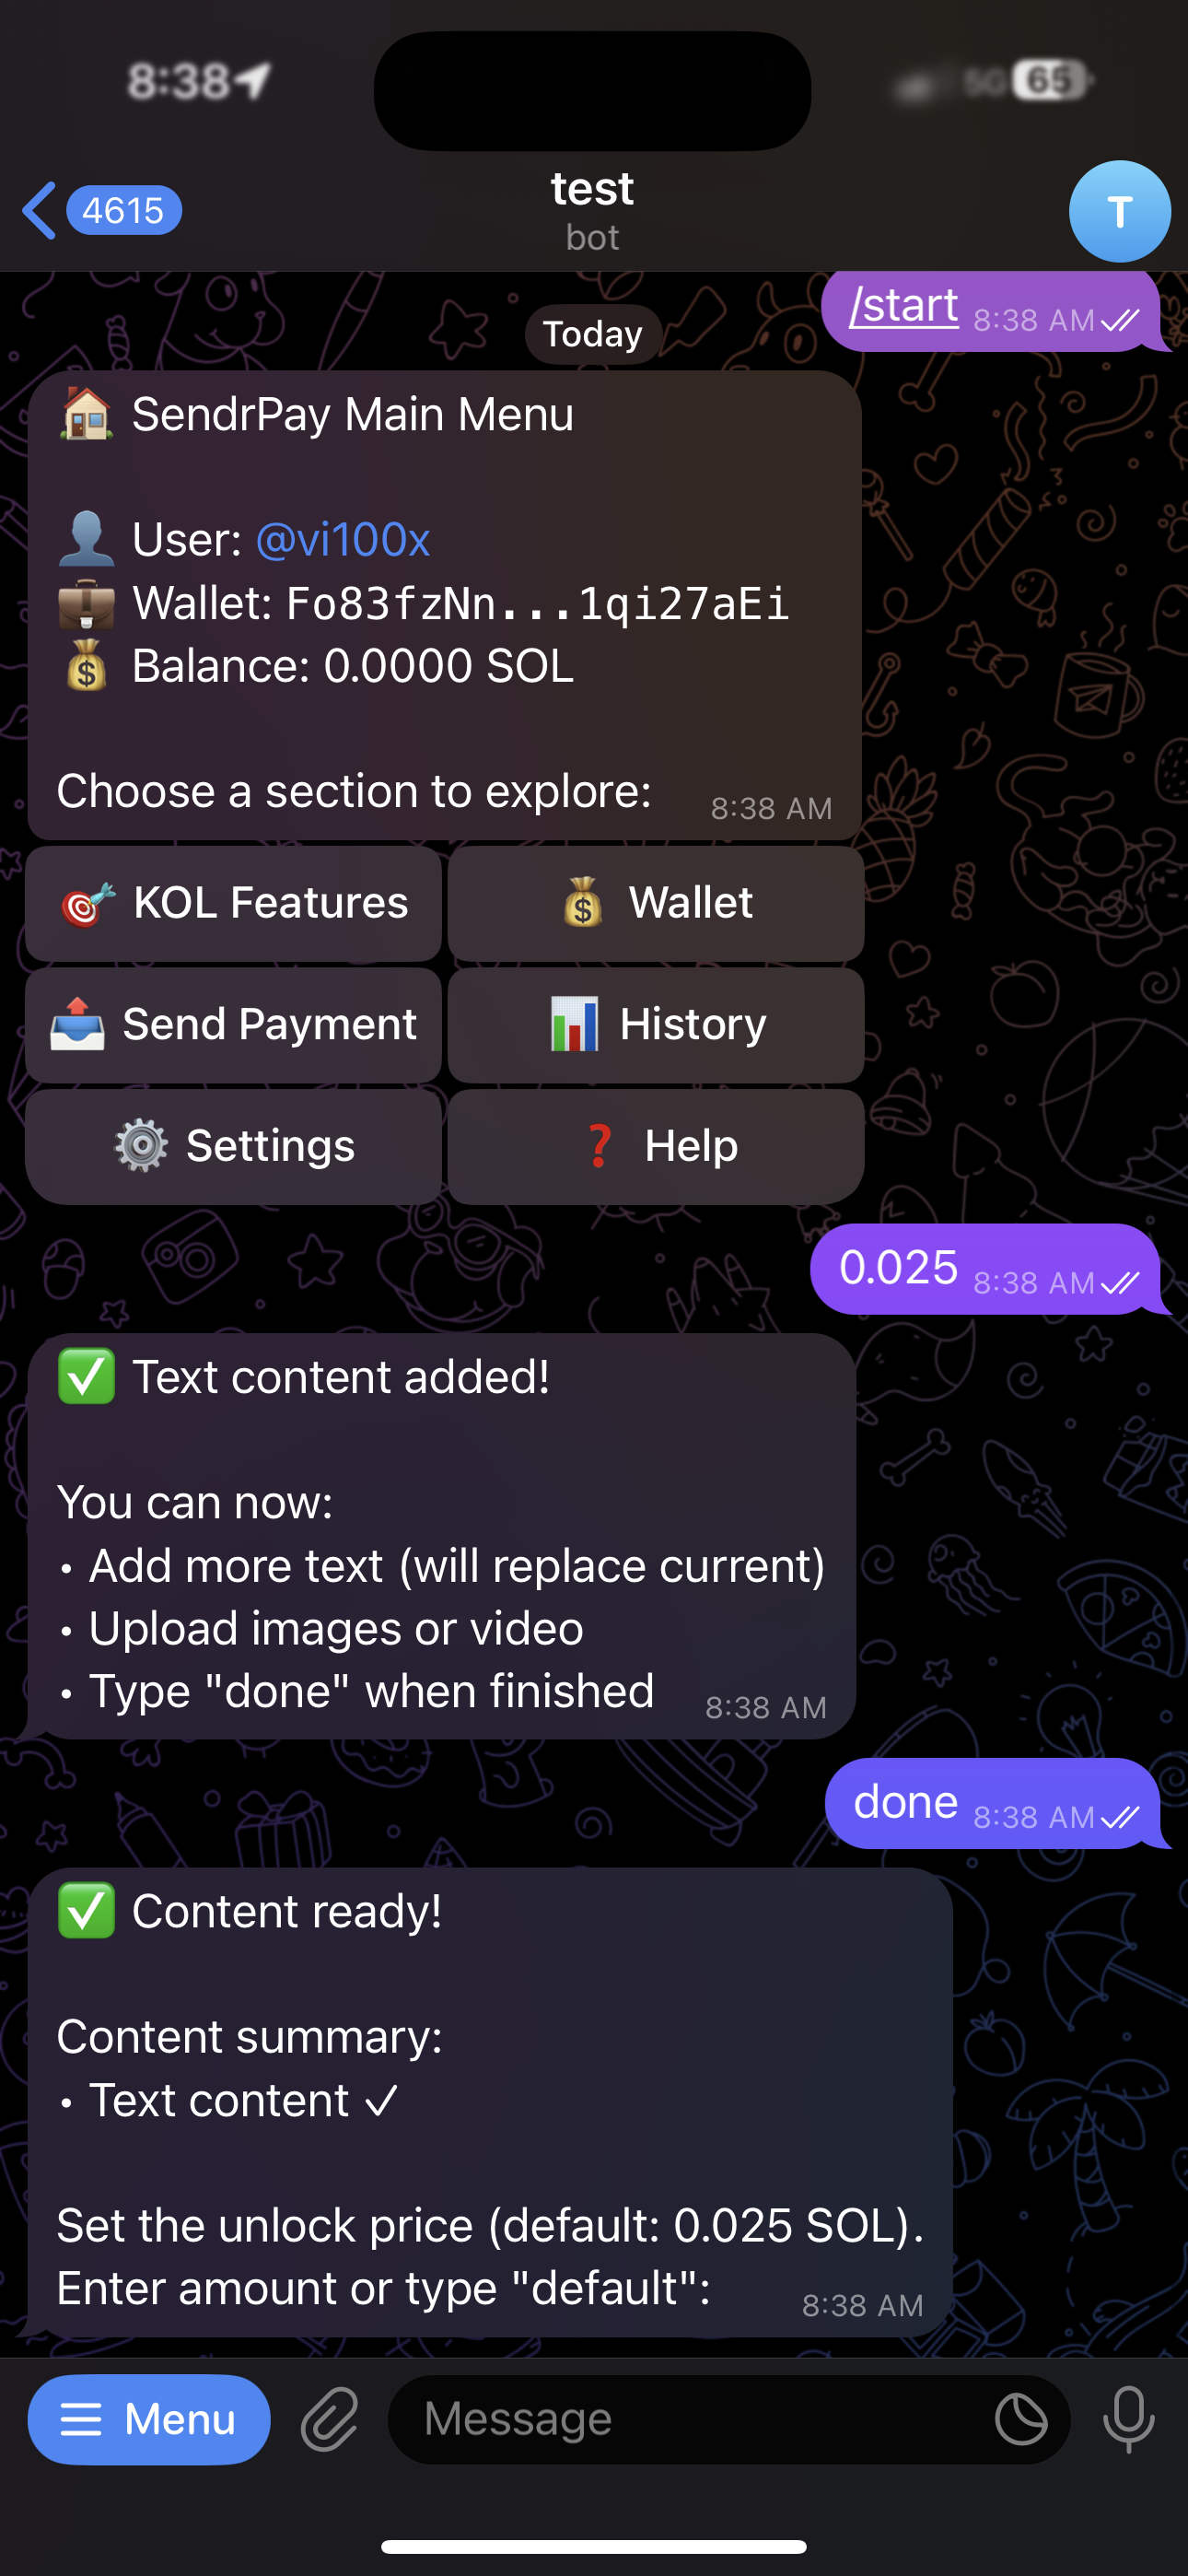 8:38
5G 65
4615
test
bot
T
/start 8:38 AM
Today
🏠 SendrPay Main Menu
👤 User: @vi100x
💼 Wallet: Fo83fzNn...1qi27aEi
💰 Balance: 0.0000 SOL
Choose a section to explore: 8:38 AM
🎯 KOL Features
💰 Wallet
📤 Send Payment
📊 History
⚙️ Settings
❓ Help
0.025 8:38 AM
✅ Text content added!
You can now:
• Add more text (will replace current)
• Upload images or video
• Type "done" when finished 8:38 AM
done 8:38 AM
✅ Content ready!
Content summary:
• Text content ✓
Set the unlock price (default: 0.025 SOL).
Enter amount or type "default": 8:38 AM
Menu
Message